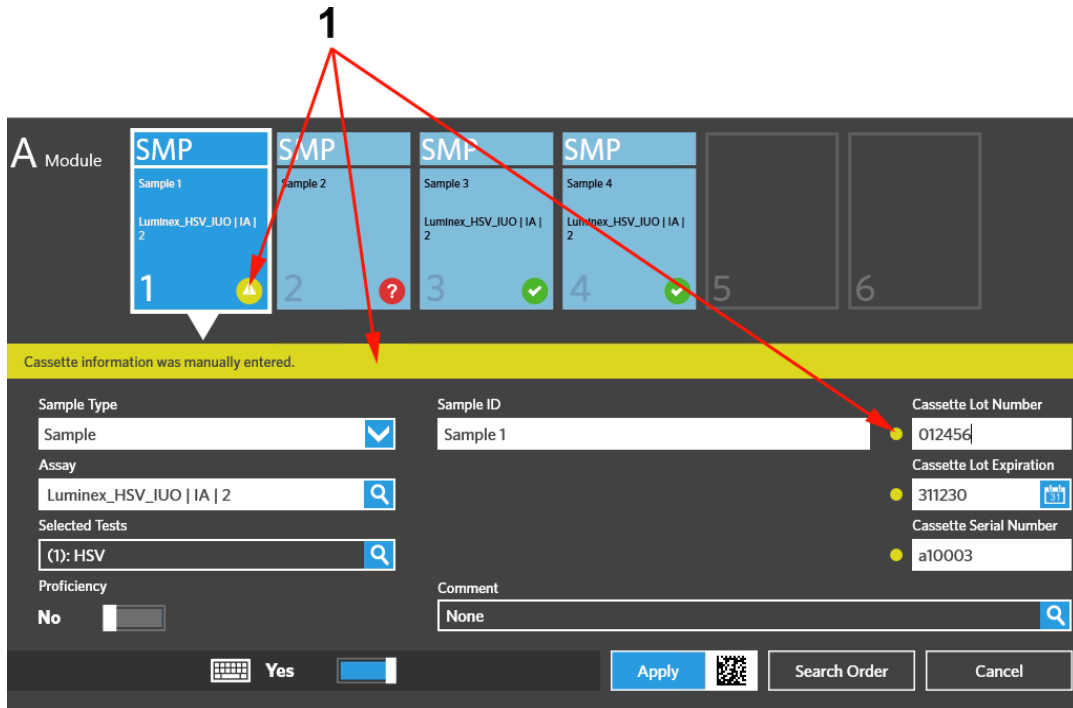 1
A Module
SMP
SMP
SMP
SMP
Sample 1
Sample 2
Sample 3
Sample 4
Luminex_HSV_IUO | IA |
2
Luminex_HSV_IUO | IA |
2
Luminex_HSV_IUO | IA |
2
1
2
?
3
4
5
6
Cassette information was manually entered.
Sample Type
Sample ID
Cassette Lot Number
Sample
Sample 1
012456
Assay
Cassette Lot Expiration
Luminex_HSV_IUO | IA | 2
311230
31
Selected Tests
Cassette Serial Number
(1): HSV
a10003
Proficiency
Comment
No
None
Yes
Apply
Search Order
Cancel